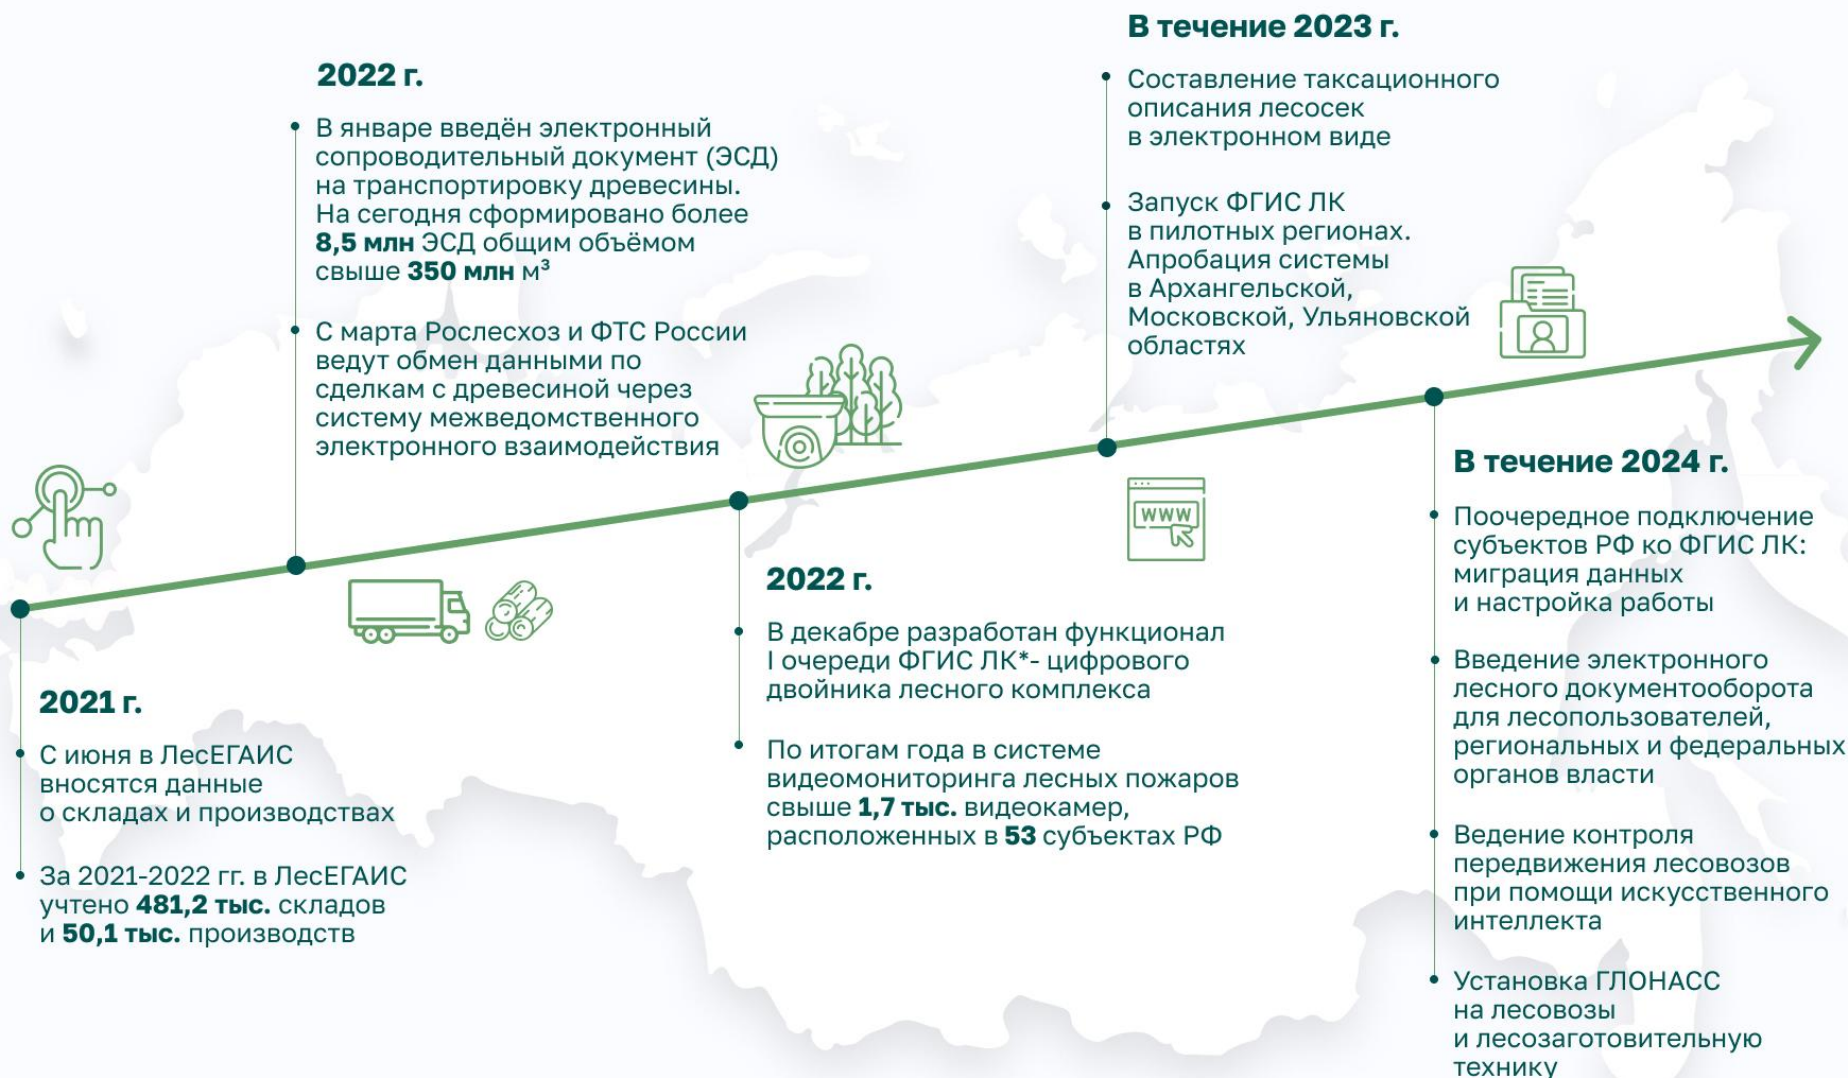 2021 г.
С июня в ЛесЕГАИС
вносятся данные
о складах и производствах
За 2021-2022 гг. в ЛесЕГАИС
учтено 481,2 тыс. складов
и 50,1 тыс. производств
2022 г.
В январе введён электронный
сопроводительный документ (ЭСД)
на транспортировку древесины.
На сегодня сформировано более
8,5 млн ЭСД общим объёмом
свыше 350 млн м³
С марта Рослесхоз и ФТС России
ведут обмен данными по
сделкам с древесиной через
систему межведомственного
электронного взаимодействия
2022 г.
В декабре разработан функционал
I очереди ФГИС ЛК*- цифрового
двойника лесного комплекса
По итогам года в системе
видеомониторинга лесных пожаров
свыше 1,7 тыс. видеокамер,
расположенных в 53 субъектах РФ
В течение 2023 г.
Составление таксационного
описания лесосек
в электронном виде
Запуск ФГИС ЛК
в пилотных регионах.
Апробация системы
в Архангельской,
Московской, Ульяновской
областях
www
В течение 2024 г.
Поочередное подключение
субъектов РФ ко ФГИС ЛК:
миграция данных
и настройка работы
Введение электронного
лесного документооборота
для лесопользователей,
региональных и федеральных
органов власти
Ведение контроля
передвижения лесовозов
при помощи искусственного
интеллекта
Установка ГЛОНАСС
на лесовозы
и лесозаготовительную
технику